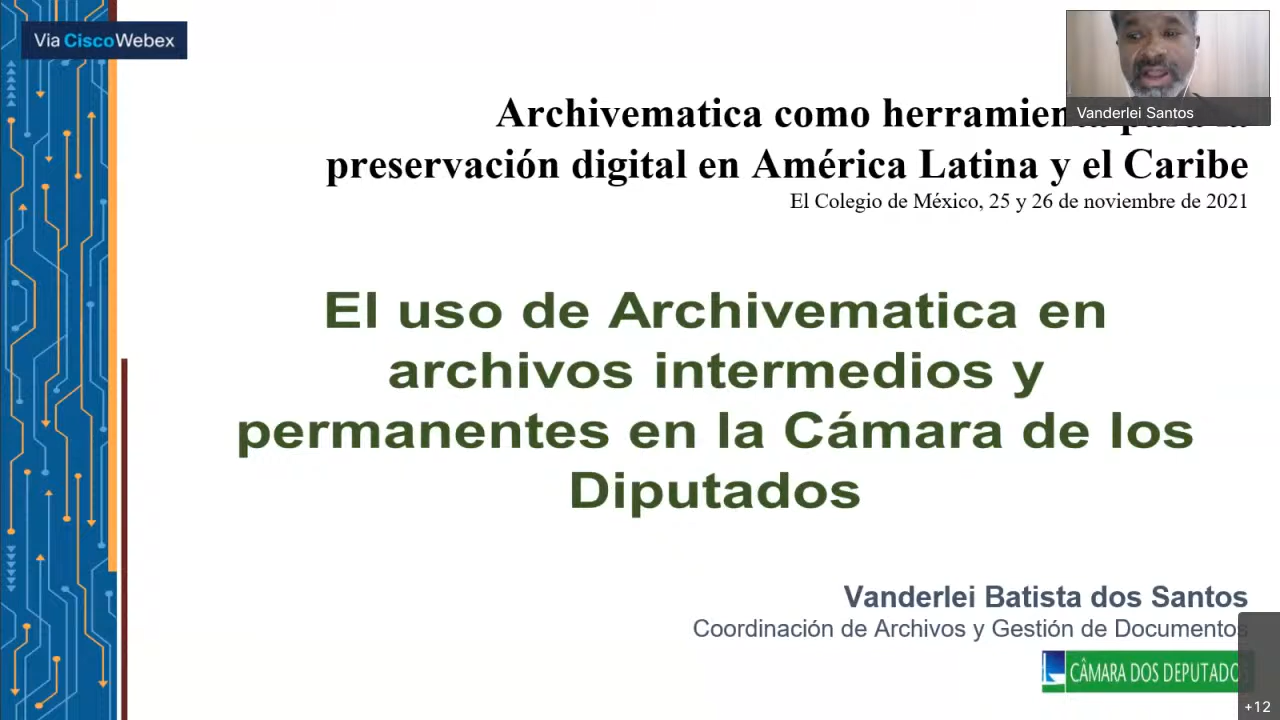 Via CiscoWebex
Vanderlei Santos
Archivematica como
preservación digital en América Latina y el Caribe
El Colegio de México, 25 y 26 de noviembre de 2021
El uso de Archivematica en
archivos intermedios y
permanentes en la Cámara de los
Diputados
Vanderlei Batista dos Santos
Coordinación de Archivos y Gestión de Documentos
CÂMARA DOS
+12